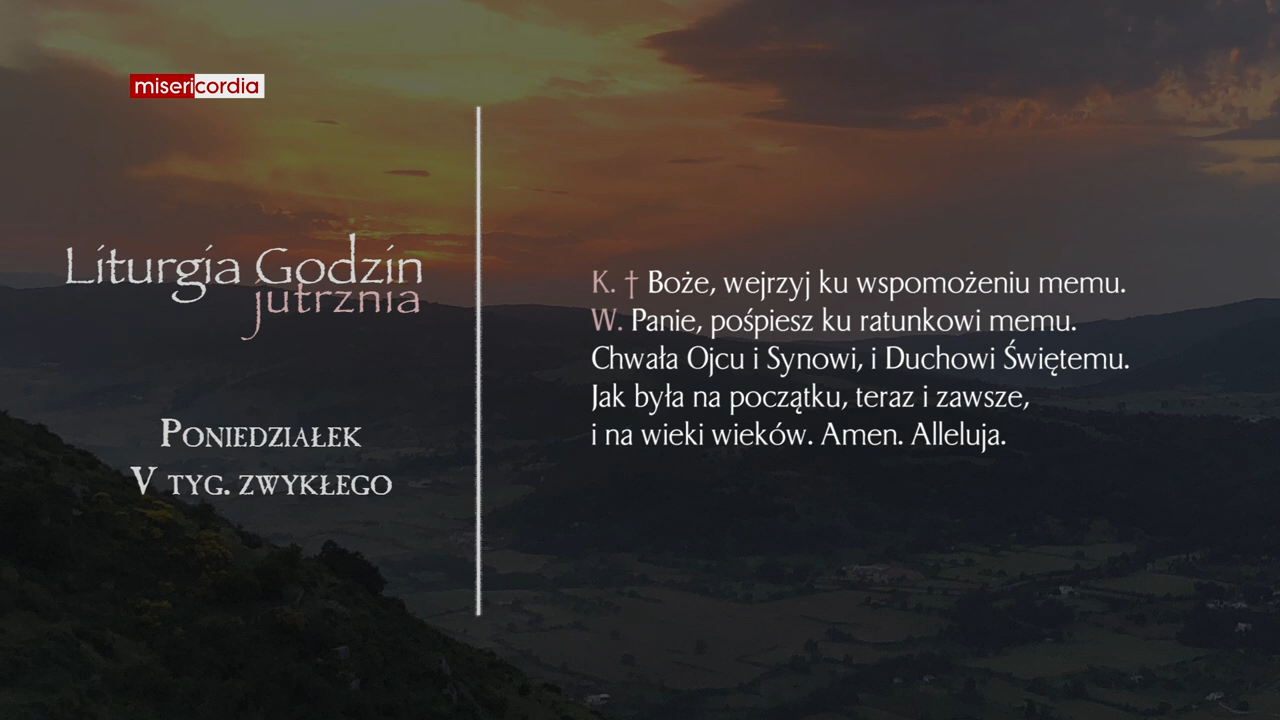 misericordia
Liturgia Godzin
jutrznia
Poniedziałek
V tyg. zwykłego
K. † Boże, wejrzyj ku wspomożeniu memu.
W. Panie, pośpiesz ku ratunkowi memu.
Chwała Ojcu i Synowi, i Duchowi Świętemu.
Jak była na początku, teraz i zawsze,
i na wieki wieków. Amen. Alleluja.